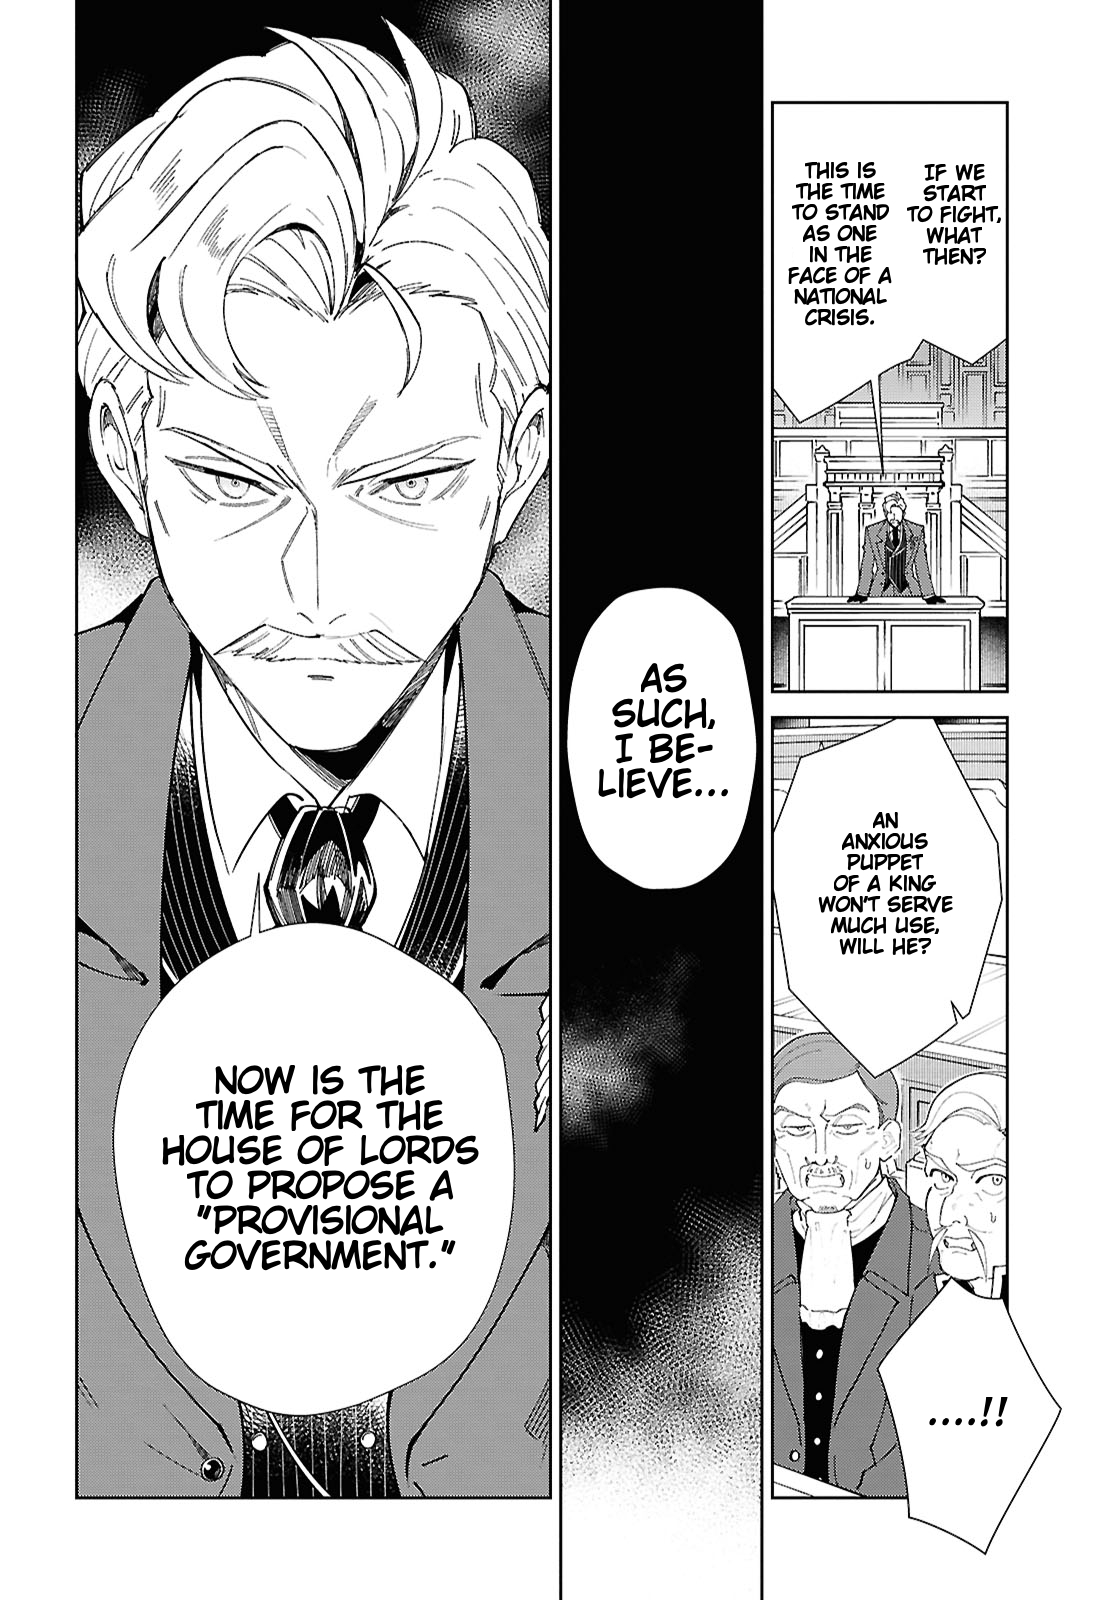 IF WE
START
TO FIGHT,
WHAT
THEN?
THIS IS
THE TIME
TO STAND
AS ONE
IN THE
FACE OF A
NATIONAL
CRISIS.
AN
ANXIOUS
PUPPET
OF A KING
WON'T SERVE
MUCH USE,
WILL HE?
....!!
AS
SUCH,
I BE-
LIEVE...
NOW IS THE
TIME FOR THE
HOUSE OF LORDS
TO PROPOSE A
"PROVISIONAL
GOVERNMENT."